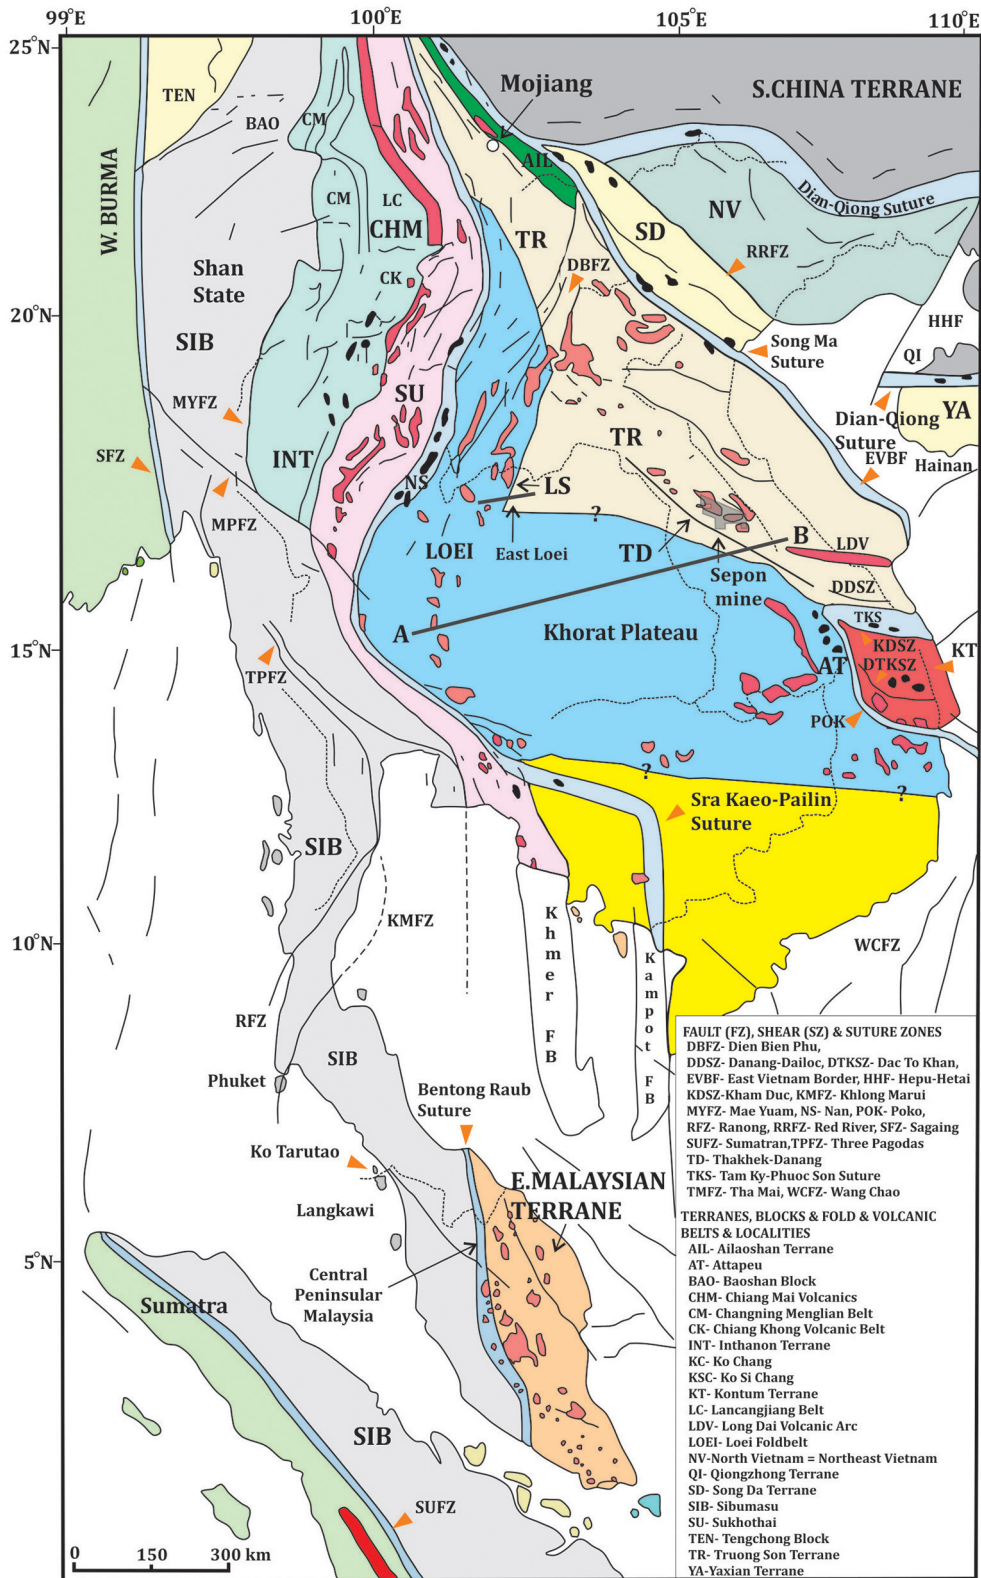 99°E
100°E
105°E
110°E
25°N
TEN
BAO
CM
Mojiang
S.CHINA TERRANE
AIL
W. BURMA
CM
LC
CHM
TR
SD
NV
Dian-Qiong Suture
RRFZ
Shan
State
CK
DBFZ
20°N
SIB
HHF
Song Ma
Suture
QI
MYFZ
SU
YA
Dian-Qiong
Suture
SFZ
INT
TR
EVBF
Hainan
NS
LS
MPFZ
?
LOEI
East Loei
TD
B
LDV
Sepon
mine
DDSZ
A
Khorat Plateau
TKS
15°N
TPFZ
AT
KDSZ
KT
DTKSZ
POK
?
?
Sra Kaeo-Pailin
Suture
SIB
10°N
KMFZ
Khmer FB
Kampot FB
WCFZ
RFZ
SIB
Phuket
Bentong Raub
Suture
Ko Tarutao
E.MALAYSIAN
TERRANE
Langkawi
5°N
Central
Peninsular
Malaysia
Sumatra
SIB
SUFZ
0 150 300 km
FAULT (FZ), SHEAR (SZ) & SUTURE ZONES
DBFZ- Dien Bien Phu,
DDSZ- Danang-Dailoc, DTKSZ- Dac To Khan,
EVBF- East Vietnam Border, HHF- Hepu-Hetai
KDSZ-Kham Duc, KMFZ- Khlong Marui
MYFZ- Mae Yuam, NS- Nan, POK- Poko,
RFZ- Ranong, RRFZ- Red River, SFZ- Sagaing
SUFZ- Sumatran,TPFZ- Three Pagodas
TD- Thakhek-Danang
TKS- Tam Ky-Phuoc Son Suture
TMFZ- Tha Mai, WCFZ- Wang Chao
TERRANES, BLOCKS & FOLD & VOLCANIC
BELTS & LOCALITIES
AIL- Ailaoshan Terrane
AT- Attapeu
BAO- Baoshan Block
CHM- Chiang Mai Volcanics
CM- Changning Menglian Belt
CK- Chiang Khong Volcanic Belt
INT- Inthanon Terrane
KC- Ko Chang
KSC- Ko Si Chang
KT- Kontum Terrane
LC- Lancangjiang Belt
LDV- Long Dai Volcanic Arc
LOEI- Loei Foldbelt
NV-North Vietnam = Northeast Vietnam
QI- Qiongzhong Terrane
SD- Song Da Terrane
SIB- Sibumasu
SU- Sukhothai
TEN- Tengchong Block
TR- Truong Son Terrane
YA-Yaxian Terrane